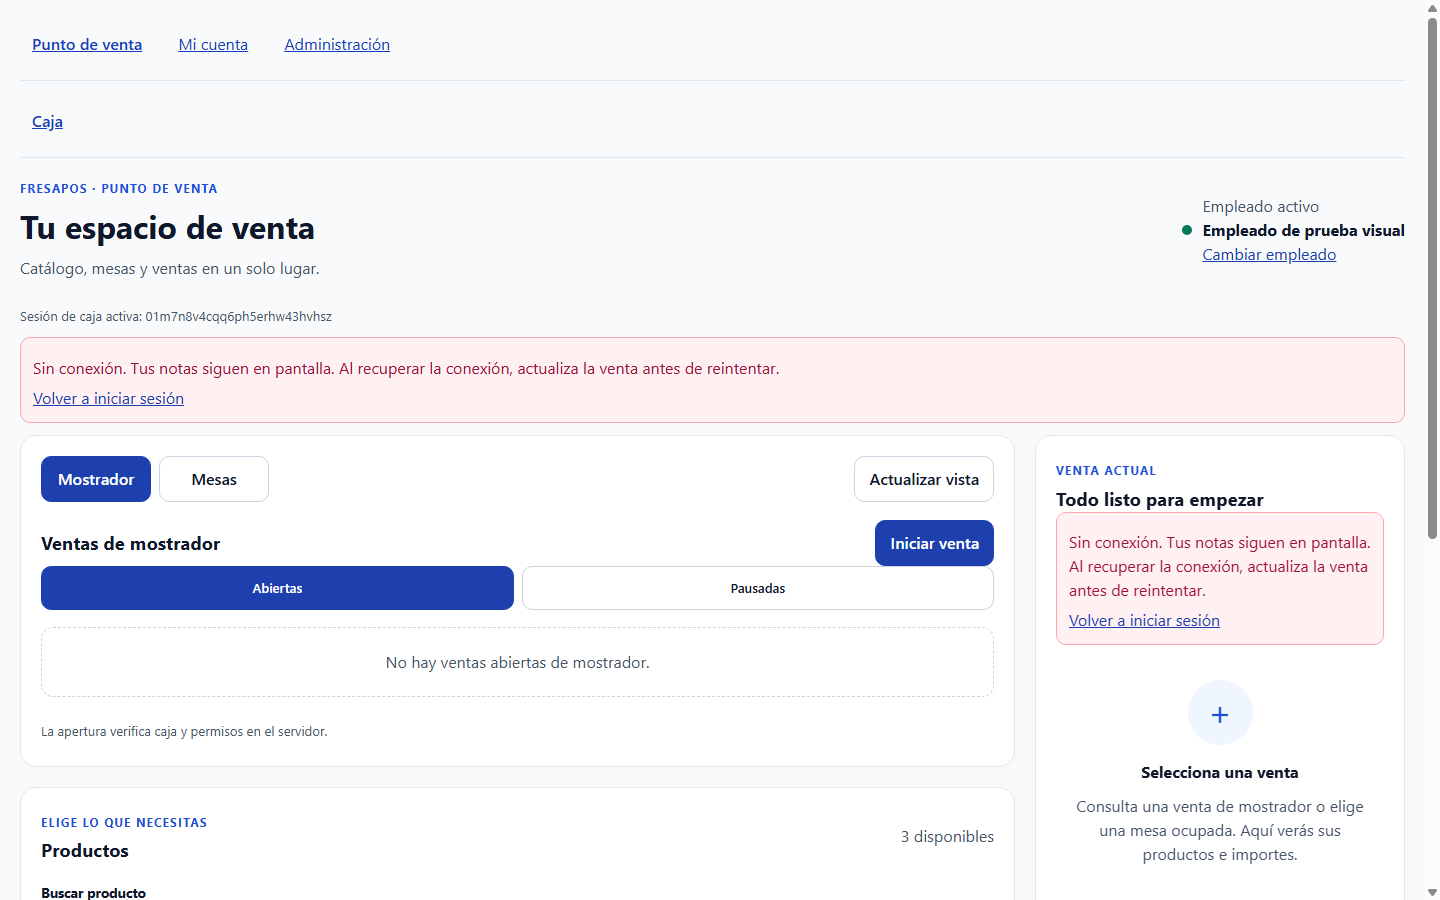 Punto de venta
Mi cuenta
Administración
Caja
FRESAPOS · PUNTO DE VENTA
Tu espacio de venta
Catálogo, mesas y ventas en un solo lugar.
Empleado activo
Empleado de prueba visual
Cambiar empleado
Sesión de caja activa: 01m7n8v4cqq6ph5erhw43hvhsz
Sin conexión. Tus notas siguen en pantalla. Al recuperar la conexión, actualiza la venta antes de reintentar.
Volver a iniciar sesión
Mostrador
Mesas
Actualizar vista
Ventas de mostrador
Iniciar venta
Abiertas
Pausadas
No hay ventas abiertas de mostrador.
La apertura verifica caja y permisos en el servidor.
ELIGE LO QUE NECESITAS
Productos
3 disponibles
Buscar producto
VENTA ACTUAL
Todo listo para empezar
Sin conexión. Tus notas siguen en pantalla.
Al recuperar la conexión, actualiza la venta
antes de reintentar.
Volver a iniciar sesión
+
Selecciona una venta
Consulta una venta de mostrador o elige
una mesa ocupada. Aquí verás sus
productos e importes.